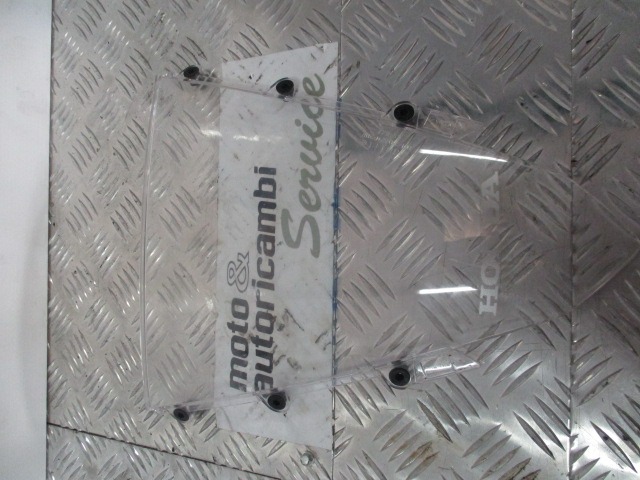 moto &
autoricambi
Service
HONDA